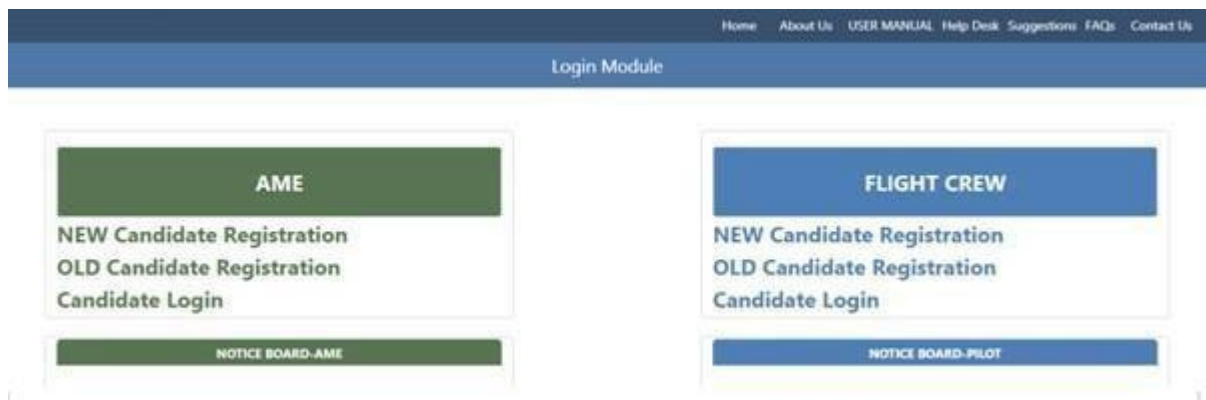 Home About Us USER MANUAL Help Desk Suggestions FAQs Contact Us
Login Module
AME
NEW Candidate Registration
OLD Candidate Registration
Candidate Login
NOTICE BOARD-AME
FLIGHT CREW
NEW Candidate Registration
OLD Candidate Registration
Candidate Login
NOTICE BOARD-PILOT